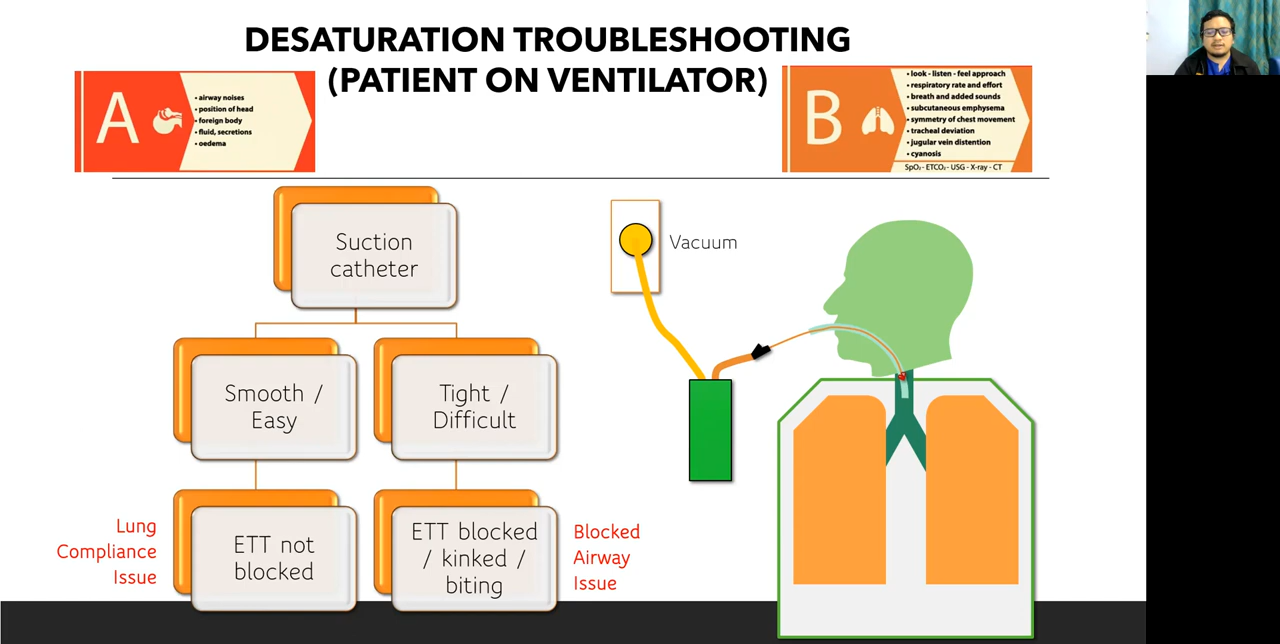 DESATURATION TROUBLESHOOTING
(PATIENT ON VENTILATOR)
A
• airway noises
• position of head
• foreign body
• fluid, secretions
• oedema
B
• look - listen - feel approach
• respiratory rate and effort
• breath and added sounds
• subcutaneous emphysema
• symmetry of chest movement
• tracheal deviation
• jugular vein distention
• cyanosis
SpO₂ - ETCO₂ - USG - X-ray - CT
Suction
catheter
Vacuum
Smooth /
Easy
Tight /
Difficult
Lung
Compliance
Issue
ETT not
blocked
ETT blocked
/ kinked /
biting
Blocked
Airway
Issue